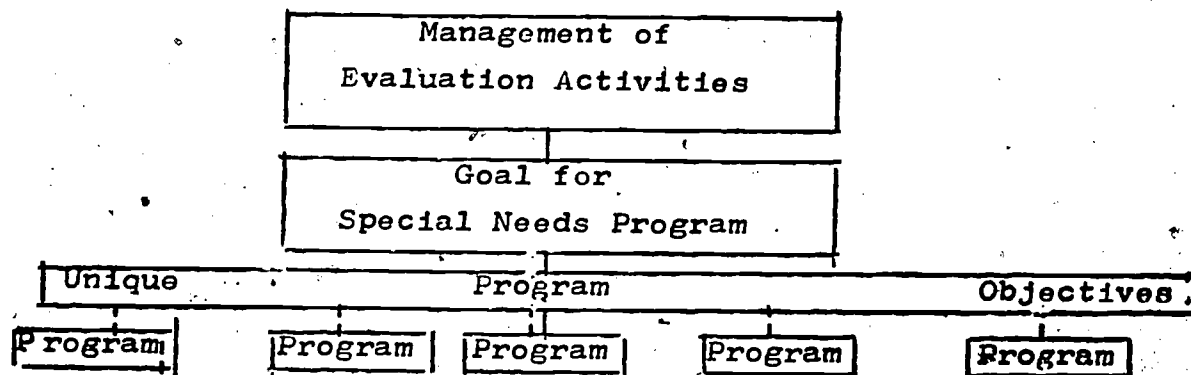 Management of
Evaluation Activities
Goal for
Special Needs Program
Unique Program Objectives
Program Program Program Program Program